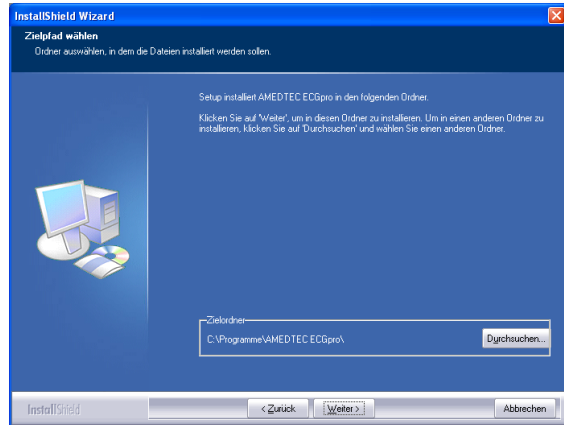 InstallShield Wizard
Zielpfad wählen
Ordner auswählen, in dem die Dateien installiert werden sollen.
Setup installiert AMEDTEC ECGpro in den folgenden Ordner.
Klicken Sie auf 'Weiter', um in diesen Ordner zu installieren. Um in einen anderen Ordner zu
installieren, klicken Sie auf 'Durchsuchen' und wählen Sie einen anderen Ordner.
Zielordner
C:\Programme\AMEDTEC ECGpro\
Durchsuchen...
InstallShield
< Zurück
Weiter >
Abbrechen